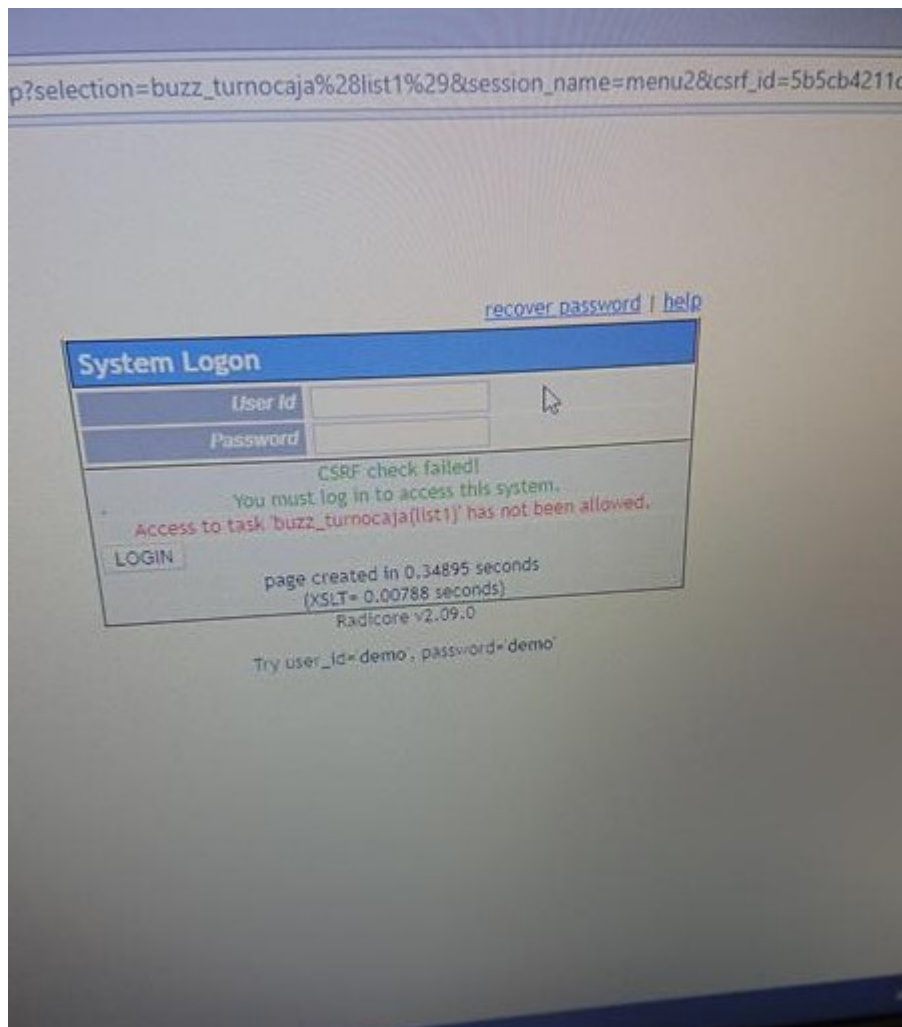 p?selection=buzz_turnocaja%28list1%29&session_name=menu2&csrf_id=5b5cb4211
recover password | help
System Logon
User Id
Password
CSRF check failed!
You must log in to access this system.
Access to task 'buzz_turnocaja(list1)' has not been allowed.
LOGIN
page created in 0.34895 seconds
(XSLT= 0.00788 seconds)
Radicore v2.09.0
Try user_id='demo', password='demo'